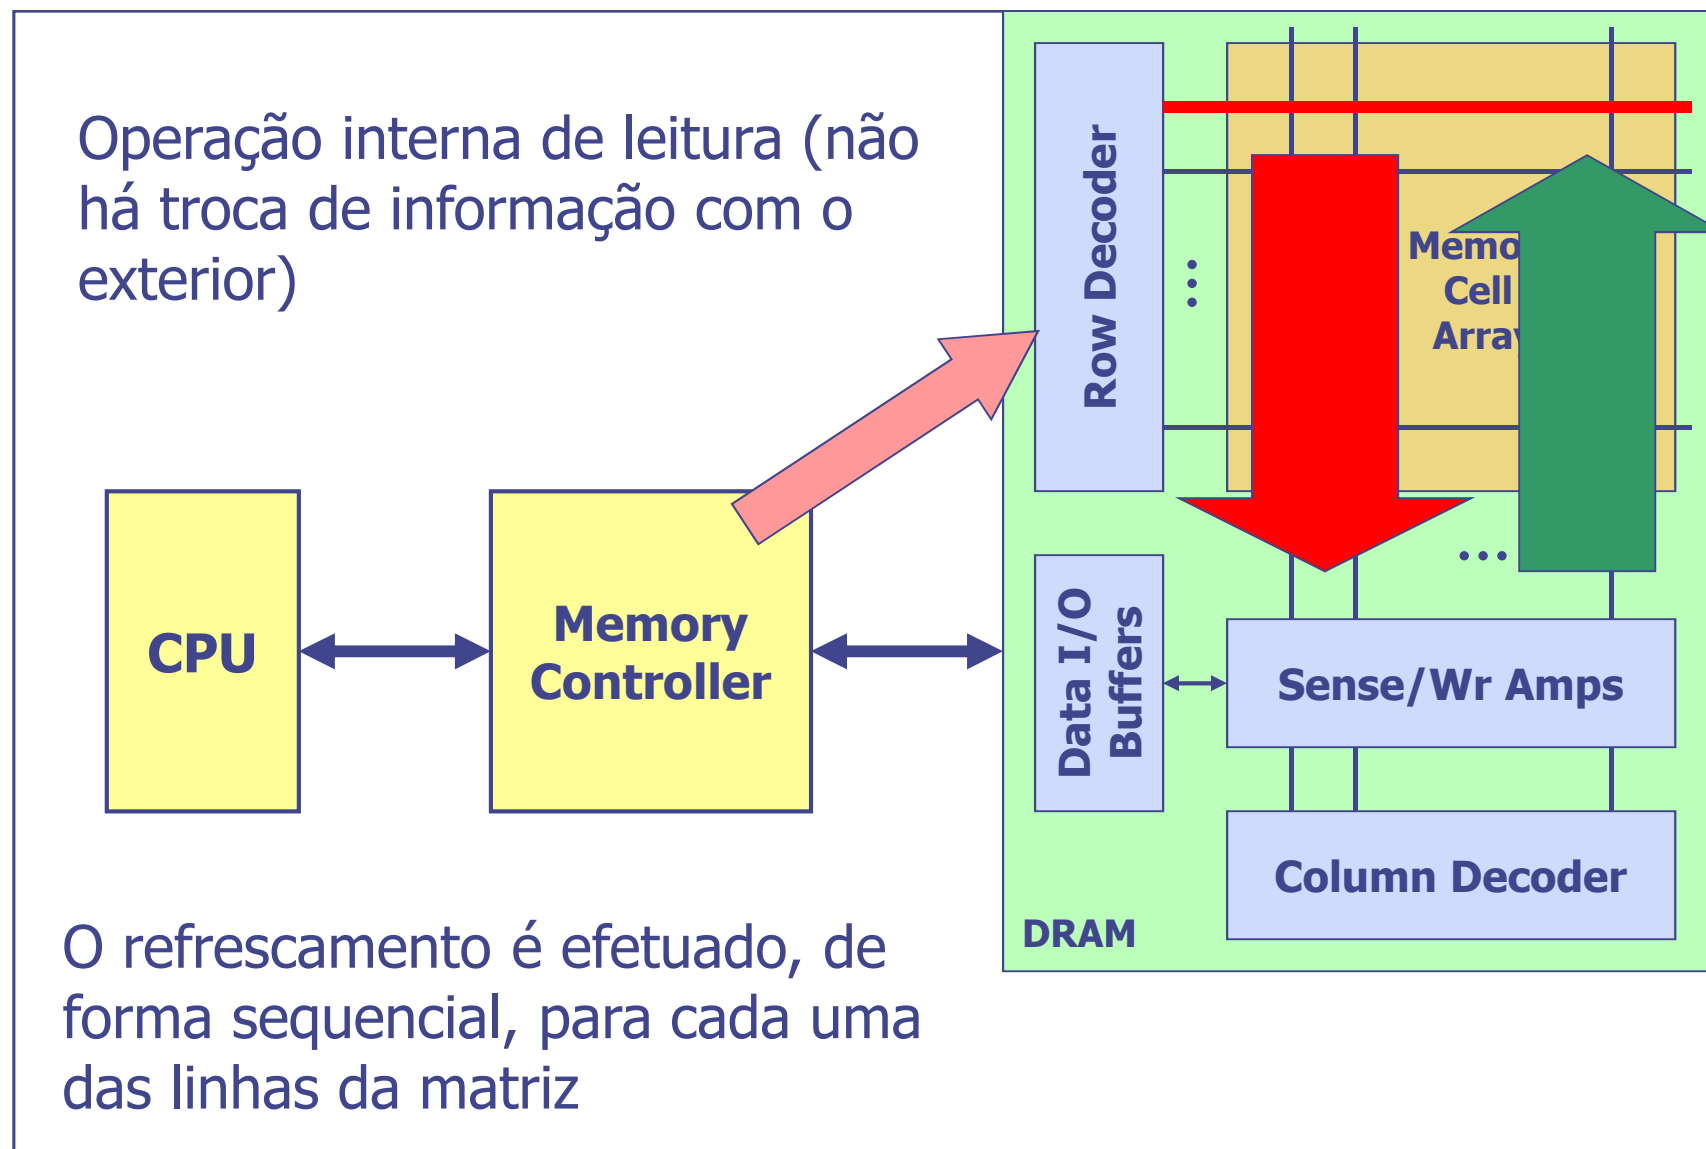 Operação interna de leitura (não
há troca de informação com o
exterior)
Row Decoder
...
Cell
CPU
Memory
Controller
Data I/O
Buffers
...
Sense/Wr Amps
Column Decoder
DRAM
O refrescamento é efetuado, de
forma sequencial, para cada uma
das linhas da matriz